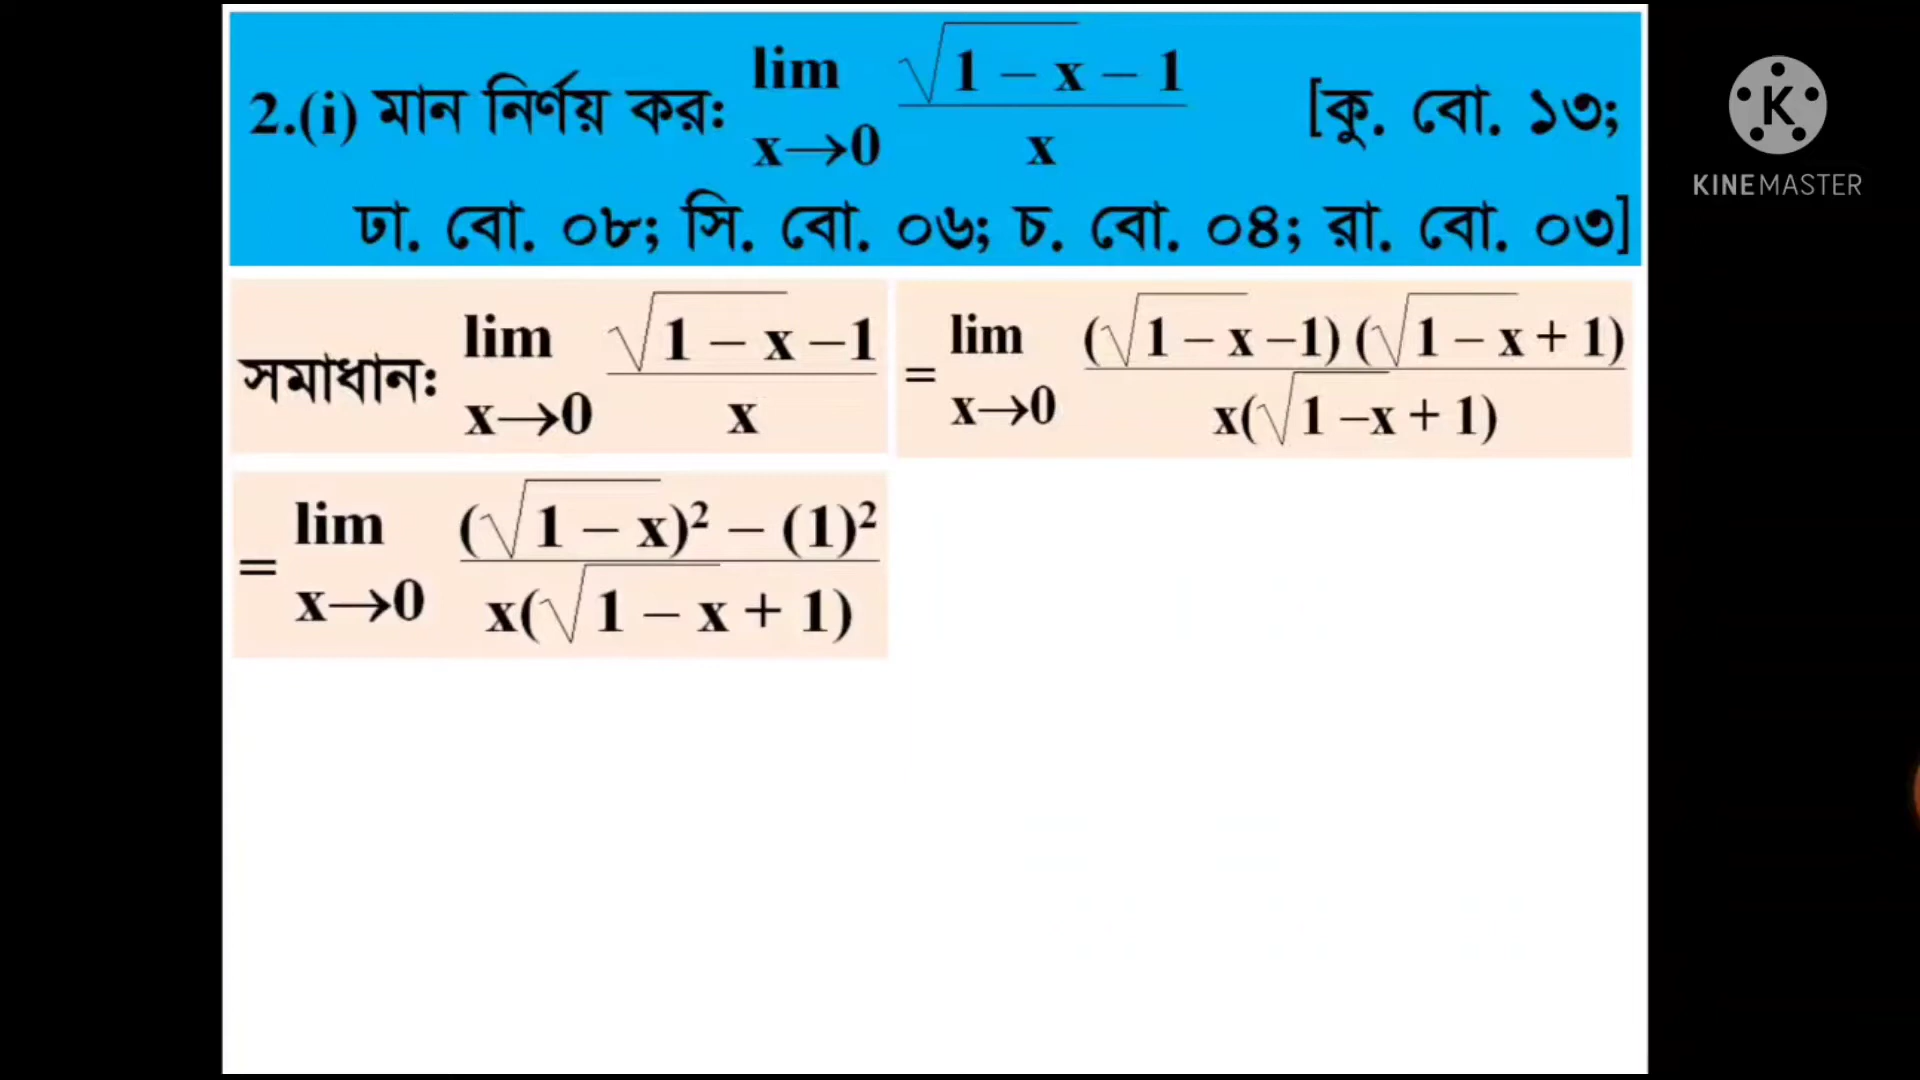 2.(i) মান নির্ণয় কর: lim x→0 (√(1 – x) – 1)/x [কু. বো. ১৩;
ঢা. বো. ০৮; সি. বো. ০৬; চ. বো. ০৪; রা. বো. ০৩]
সমাধান: lim x→0 (√(1 – x) –1)/x = lim x→0 ((√(1 – x) –1) (√(1 – x) + 1))/(x(√(1 –x) + 1))
= lim x→0 ((√(1 – x))² – (1)²)/(x(√(1 – x) + 1))
K
KINEMASTER